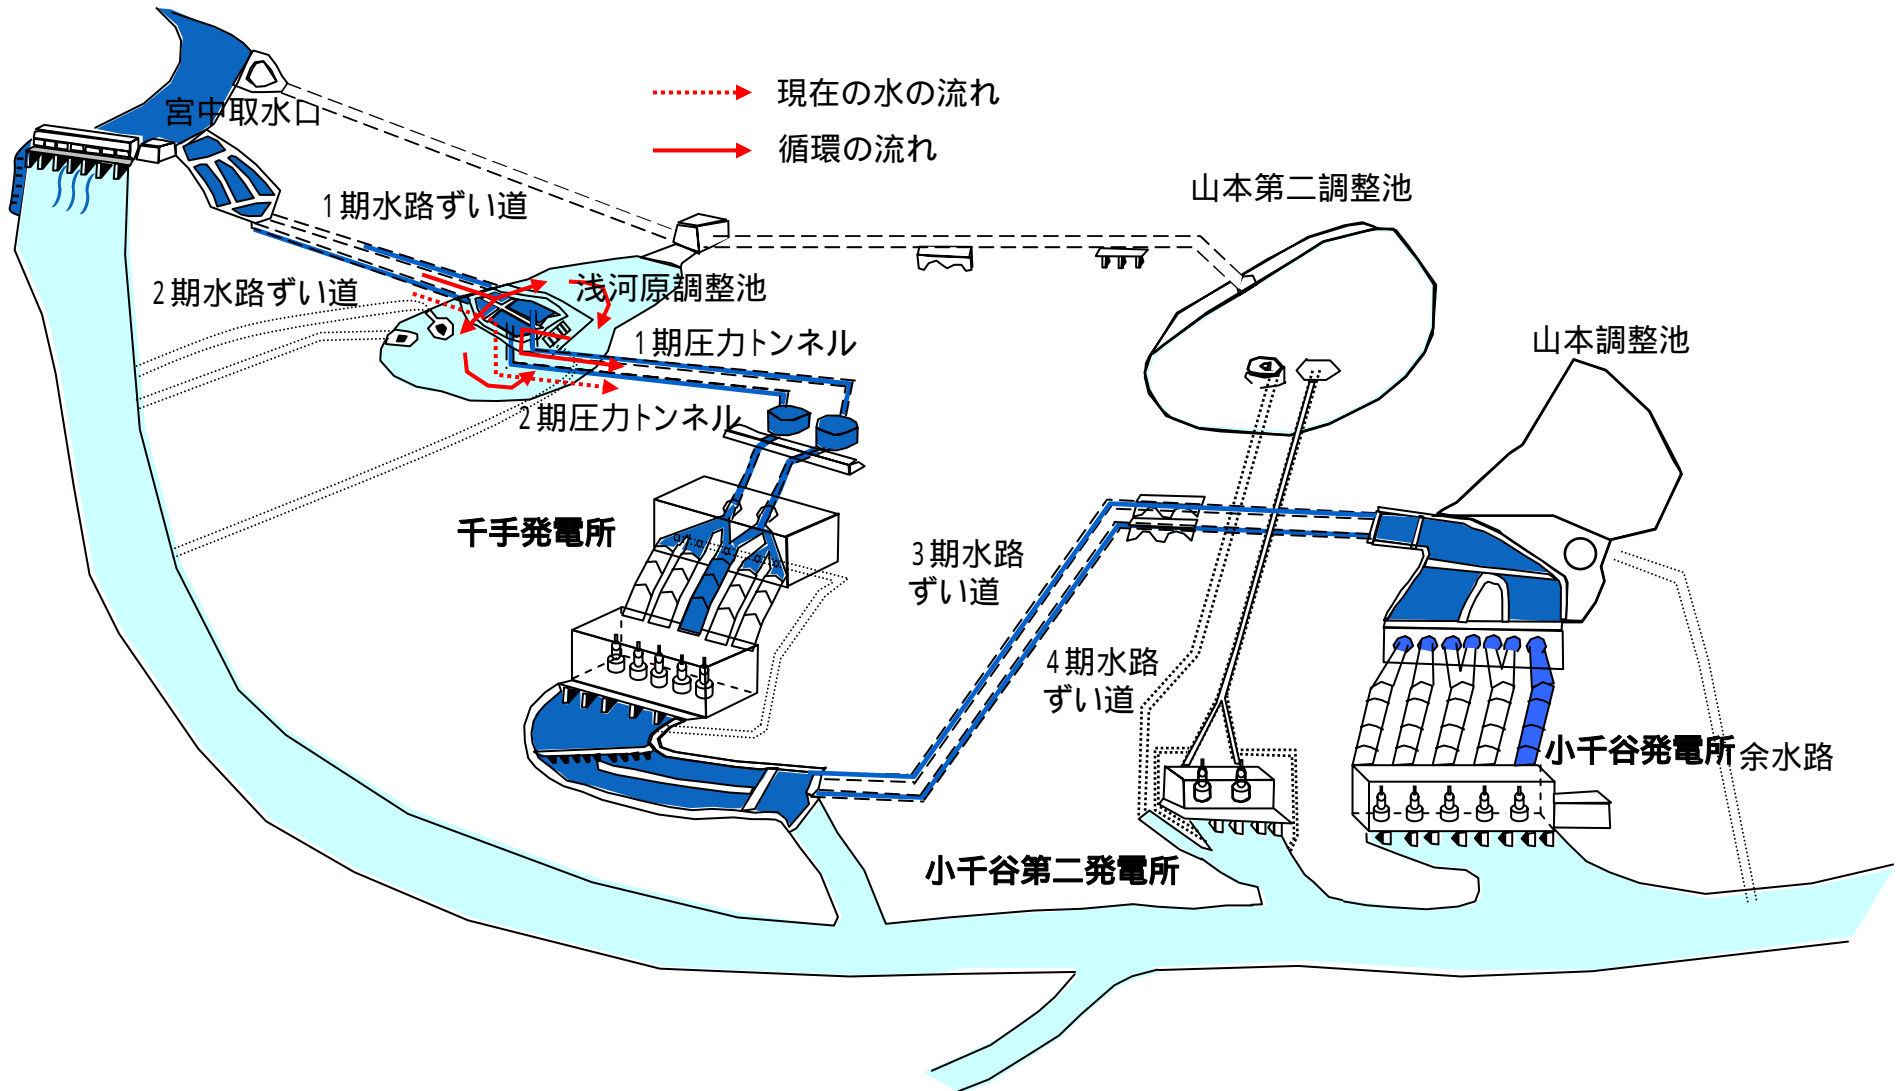 現在の水の流れ
循環の流れ
宮中取水口
1期水路ずい道
2期水路ずい道
浅河原調整池
1期圧力トンネル
2期圧力トンネル
山本第二調整池
山本調整池
千手発電所
3期水路
ずい道
4期水路
ずい道
小千谷発電所
余水路
小千谷第二発電所